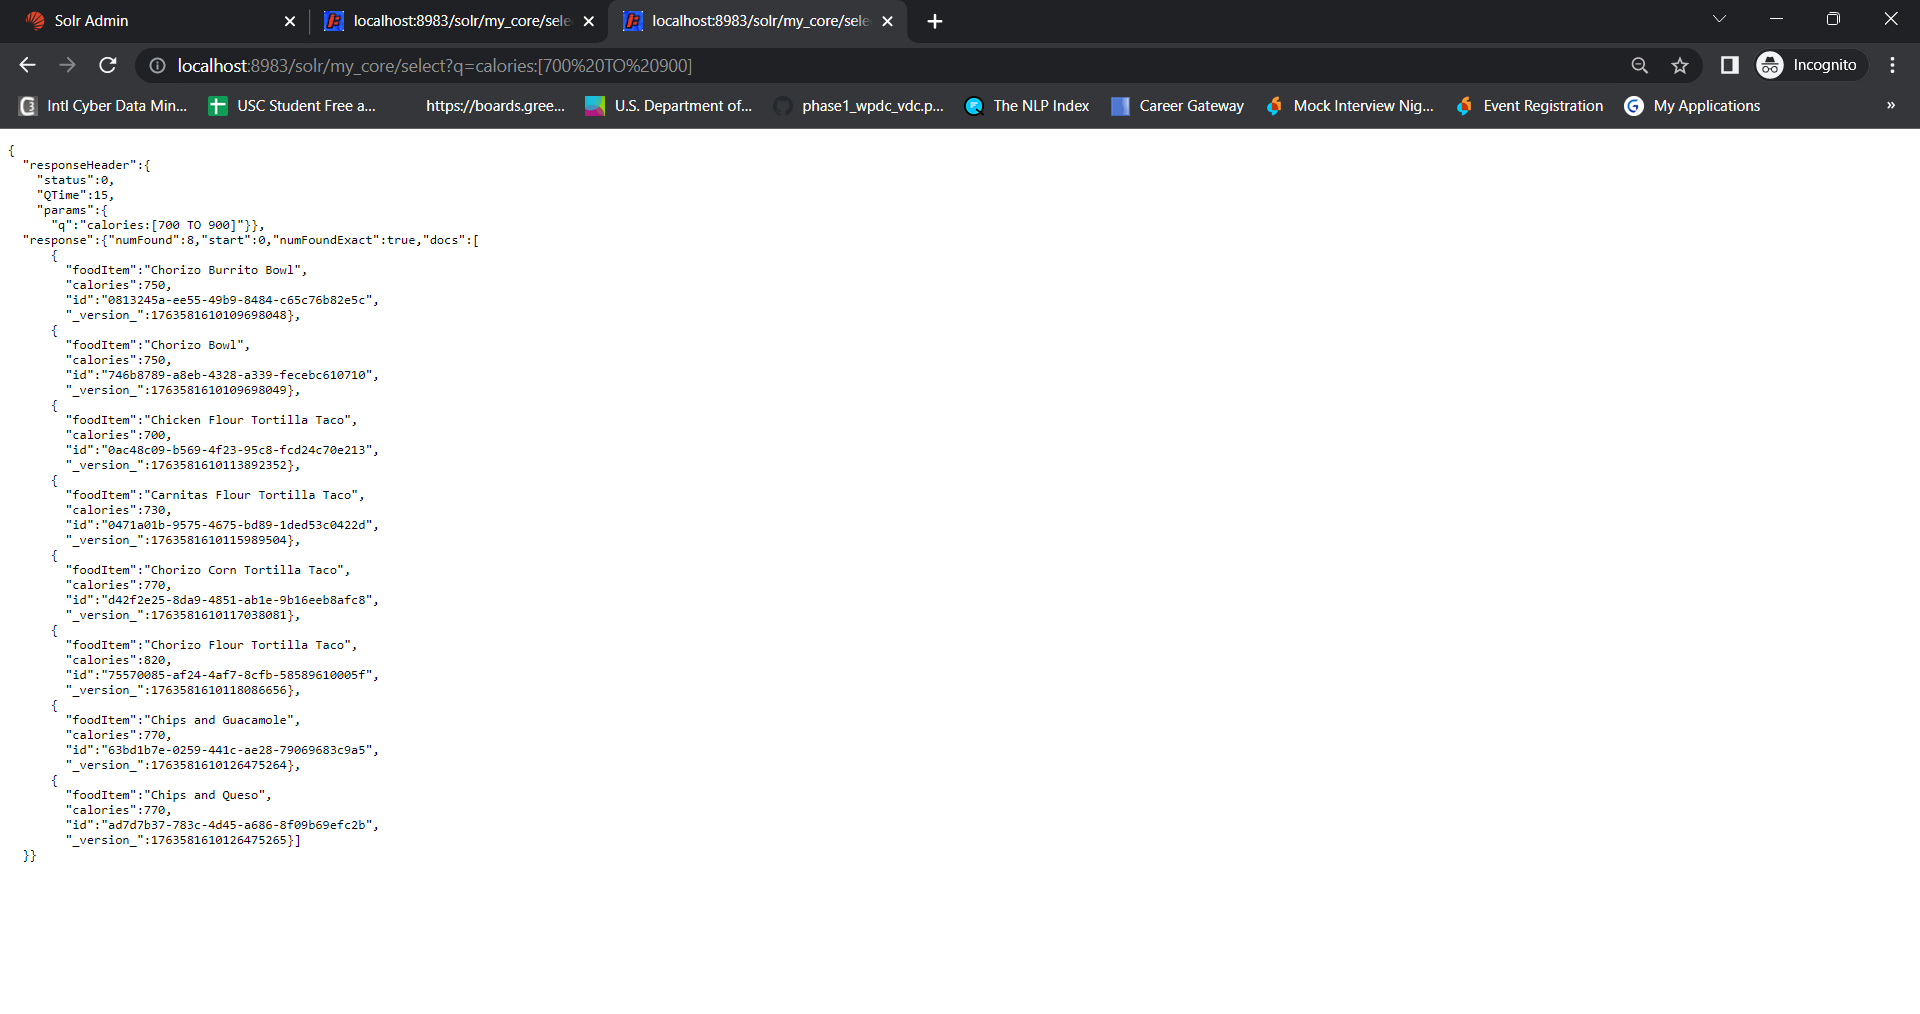 Solr Admin
localhost:8983/solr/my_core/sele
localhost:8983/solr/my_core/sele
localhost:8983/solr/my_core/select?q=calories:[700%20TO%20900]
Incognito
Intl Cyber Data Min...
USC Student Free a...
https://boards.gree...
U.S. Department of...
phase1_wpdc_vdc.p...
The NLP Index
Career Gateway
Mock Interview Nig...
Event Registration
My Applications
»
{
"responseHeader":{
"status":0,
"QTime":15,
"params":{
"q":"calories:[700 TO 900]"}},
"response":{"numFound":8,"start":0,"numFoundExact":true,"docs":[
{
"foodItem":"Chorizo Burrito Bowl",
"calories":750,
"id":"0813245a-ee55-49b9-8484-c65c76b82e5c",
"_version_":1763581610109698048},
{
"foodItem":"Chorizo Bowl",
"calories":750,
"id":"746b8789-a8eb-4328-a339-fecebc610710",
"_version_":1763581610109698049},
{
"foodItem":"Chicken Flour Tortilla Taco",
"calories":700,
"id":"0ac48c09-b569-4f23-95c8-fcd24c70e213",
"_version_":1763581610113892352},
{
"foodItem":"Carnitas Flour Tortilla Taco",
"calories":730,
"id":"0471a01b-9575-4675-bd89-1ded53c0422d",
"_version_":1763581610115989504},
{
"foodItem":"Chorizo Corn Tortilla Taco",
"calories":770,
"id":"d42f2e25-8da9-4851-ab1e-9b16eeb8afc8",
"_version_":1763581610117038081},
{
"foodItem":"Chorizo Flour Tortilla Taco",
"calories":820,
"id":"75570085-af24-4af7-8cfb-58589610005f",
"_version_":1763581610118086656},
{
"foodItem":"Chips and Guacamole",
"calories":770,
"id":"63bd1b7e-0259-441c-ae28-79069683c9a5",
"_version_":1763581610126475264},
{
"foodItem":"Chips and Queso",
"calories":770,
"id":"ad7d7b37-783c-4d45-a686-8f09b69efc2b",
"_version_":1763581610126475265}]
}}